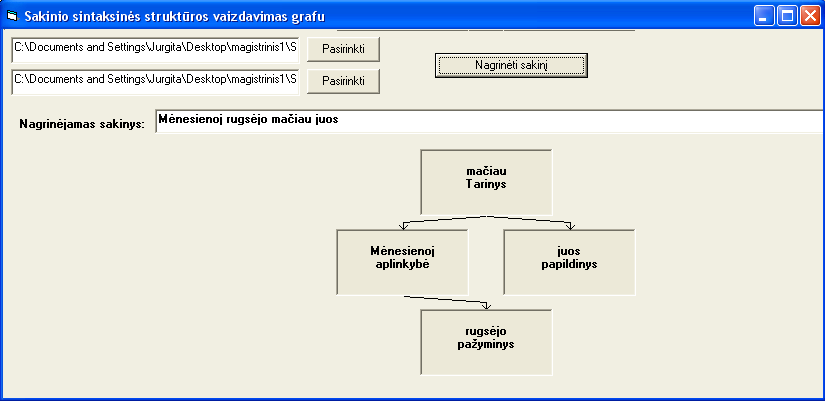 Sakinio sintaksinės struktūros vaizdavimas grafu
C:\Documents and Settings\Jurgita\Desktop\magistrinis1\S
Pasirinkti
Nagrinėti sakinį
C:\Documents and Settings\Jurgita\Desktop\magistrinis1\S
Pasirinkti
Nagrinėjamas sakinys:
Mėnesienoj rugsėjo mačiau juos
mačiau
Tarinys
Mėnesienoj
aplinkybė
juos
papildinys
rugsėjo
pažyminys